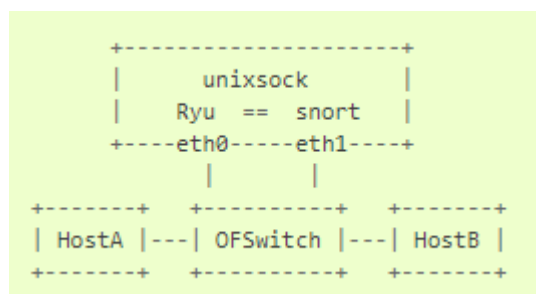 +---------------------+
|      unixsock       |
|    Ryu  ==  snort   |
+----eth0-----eth1----+
       |       |
+-------+   +----------+   +-------+
| HostA |---| OFSwitch |---| HostB |
+-------+   +----------+   +-------+